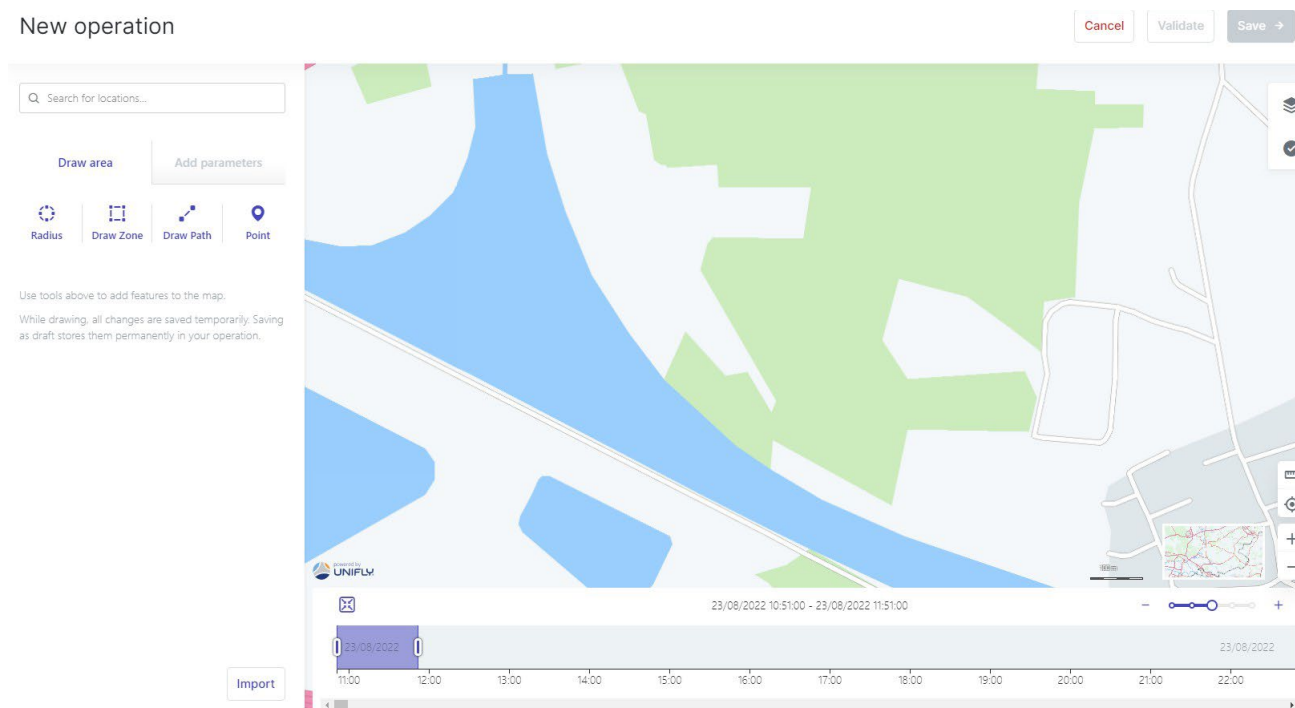 New operation
Cancel
Validate
Save
Search for locations...
Draw area
Add parameters
Radius
Draw Zone
Draw Path
Point
Use tools above to add features to the map.
While drawing, all changes are saved temporarily. Saving
as draft stores them permanently in your operation.
powered by
UNIFLY
23/08/2022 10:51:00 - 23/08/2022 11:51:00
23/08/2022
23/08/2022
11:00
12:00
13:00
14:00
15:00
16:00
17:00
18:00
19:00
20:00
21:00
22:00
Import